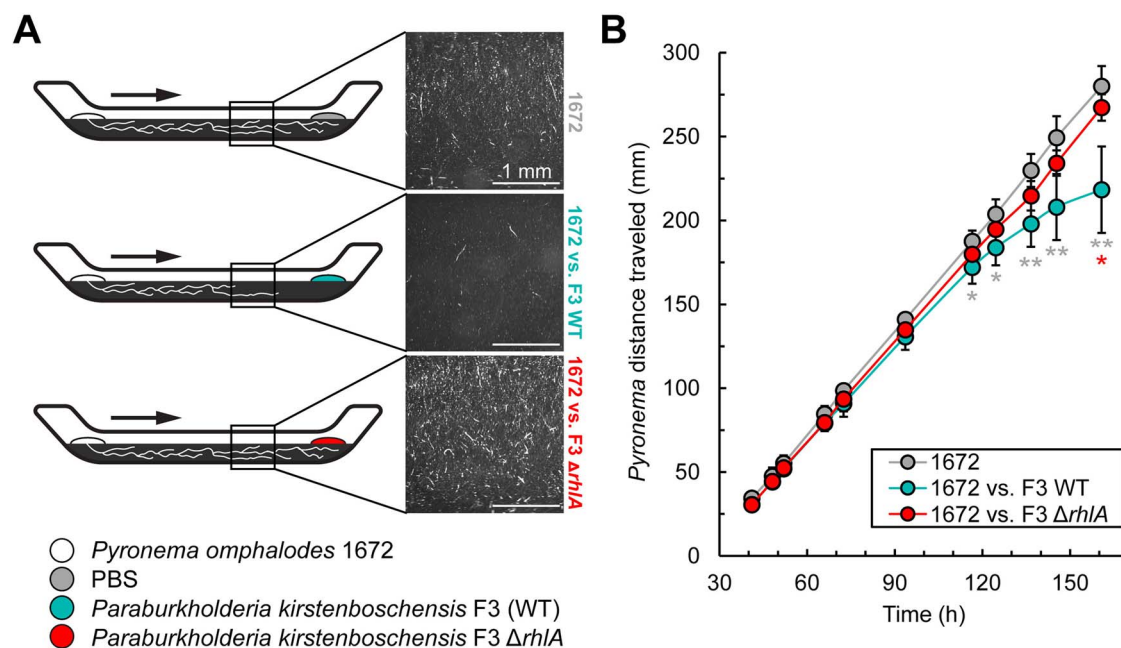 A
1672
1 mm
1672 vs. F3 WT
1672 vs. F3 ΔrhlA
Pyronema omphalodes 1672
PBS
Paraburkholderia kirstenboschensis F3 (WT)
Paraburkholderia kirstenboschensis F3 ΔrhlA
B
Pyronema distance traveled (mm)
300
250
200
150
100
50
0
*
*
**
**
**
*
1672
1672 vs. F3 WT
1672 vs. F3 ΔrhlA
30 60 90 120 150
Time (h)